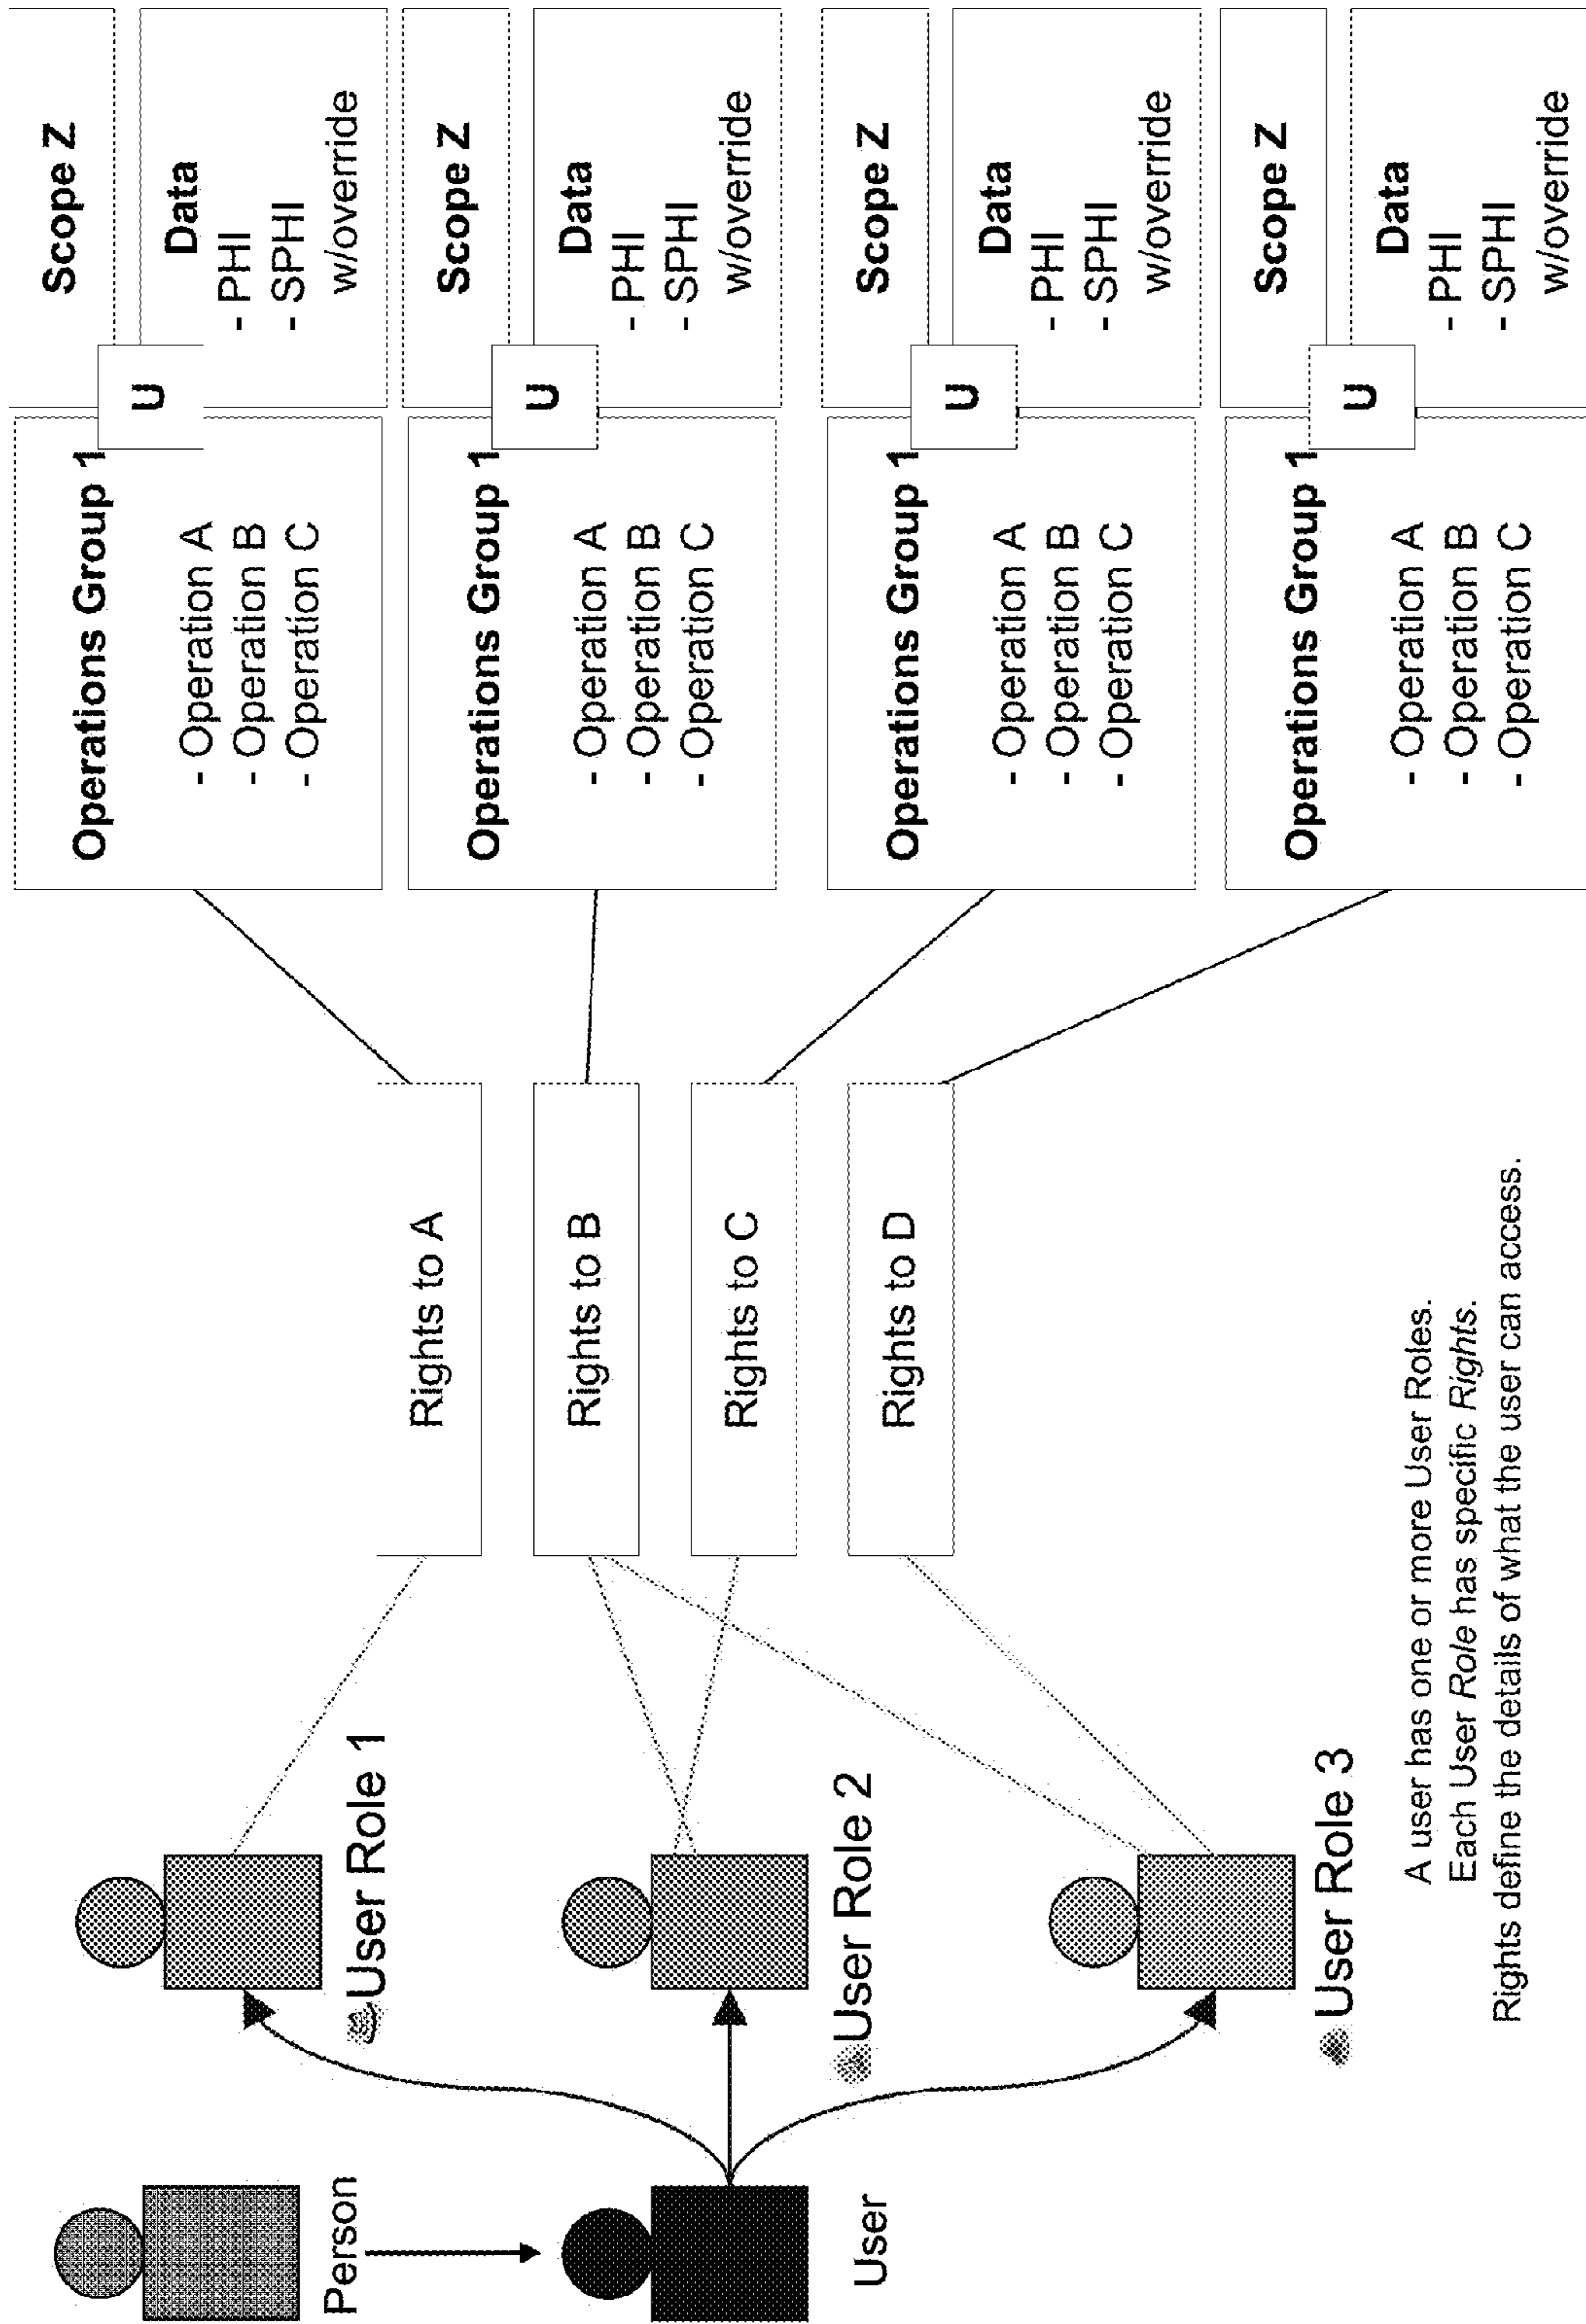 Person
User
User Role 1
User Role 2
User Role 3
Rights to A
Rights to B
Rights to C
Rights to D
Operations Group 1
- Operation A
- Operation B
- Operation C
U
Scope Z
Data
- PHI
- SPHI
w/override
Operations Group 1
- Operation A
- Operation B
- Operation C
U
Scope Z
Data
- PHI
- SPHI
w/override
Operations Group 1
- Operation A
- Operation B
- Operation C
U
Scope Z
Data
- PHI
- SPHI
w/override
Operations Group 1
- Operation A
- Operation B
- Operation C
U
Scope Z
Data
- PHI
- SPHI
w/override
A user has one or more User Roles.
Each User Role has specific Rights.
Rights define the details of what the user can access.